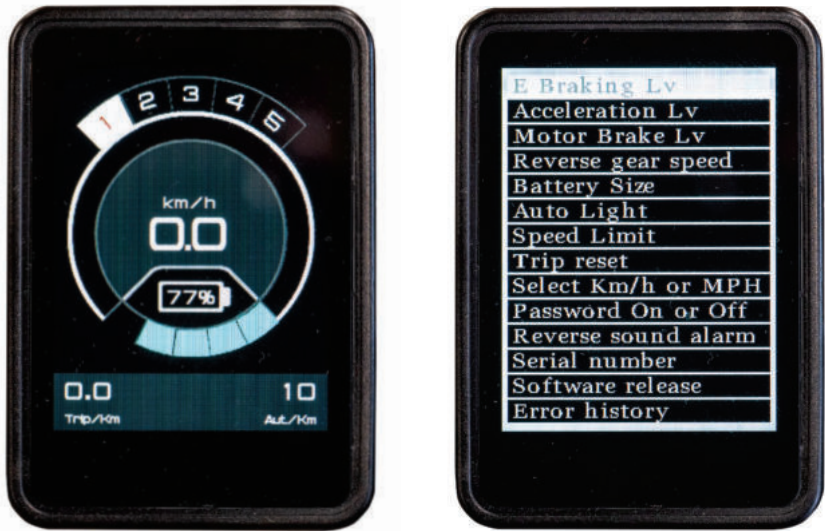 1 2 3 4 5
km/h
0.0
77%
0.0 10
Trip/Km Aut./Km
E Braking Lv
Acceleration Lv
Motor Brake Lv
Reverse gear speed
Battery Size
Auto Light
Speed Limit
Trip reset
Select Km/h or MPH
Password On or Off
Reverse sound alarm
Serial number
Software release
Error history